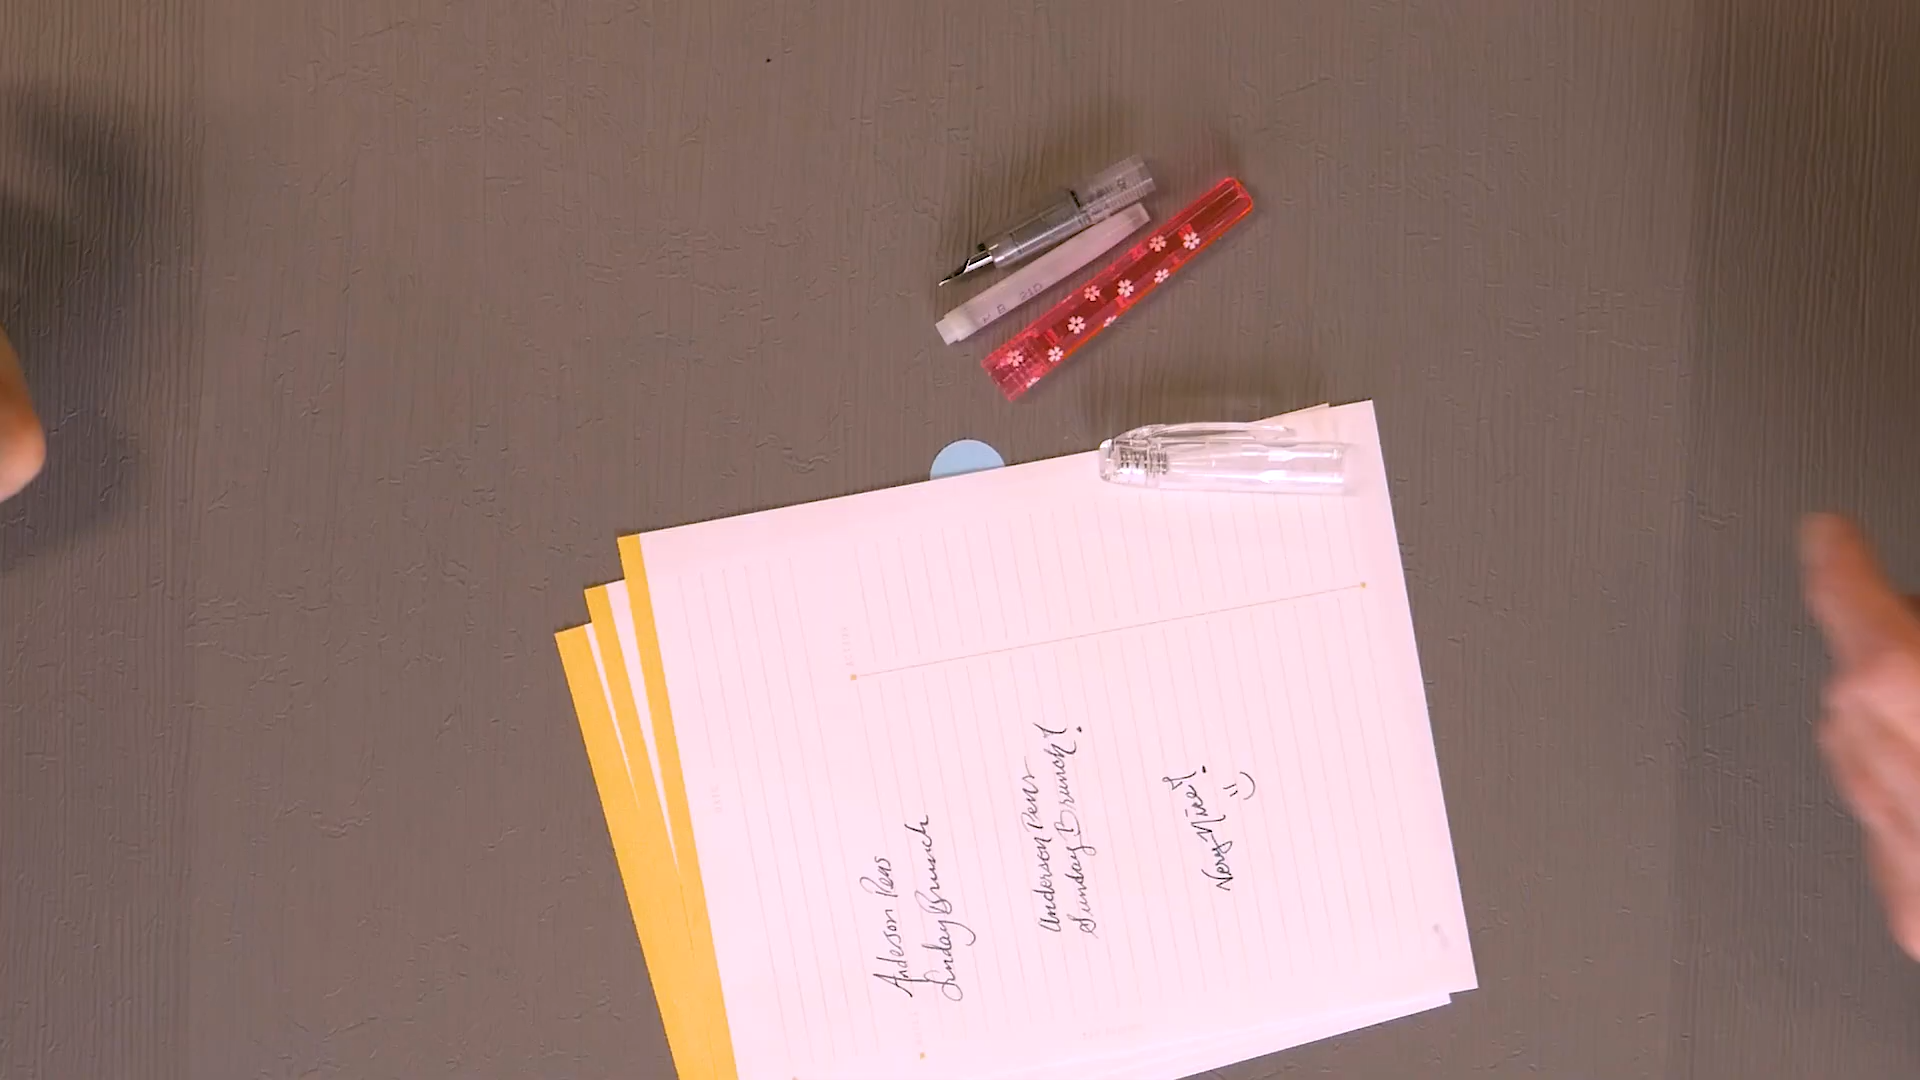 Anderson Pens
Sunday Brunch
Anderson Pens
Sunday Brunch!
Very Nice!